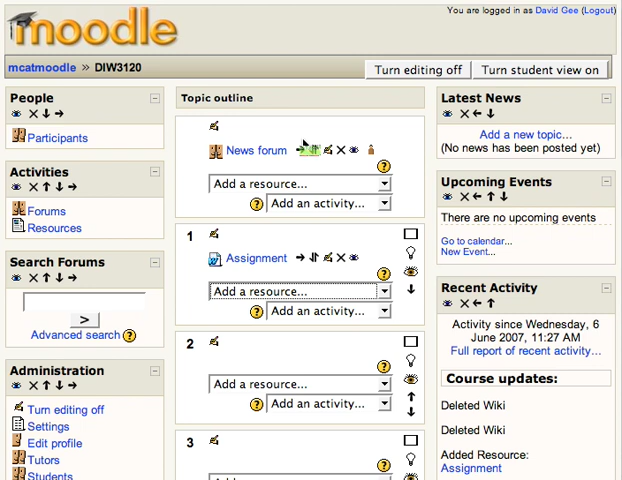 You are logged in as David Gee (Logout)
moodle
mcatmoodle » DIW3120
Turn editing off
Turn student view on
People
Participants
Activities
Forums
Resources
Search Forums
>
Advanced search ?
Administration
Turn editing off
Settings
Edit profile
Tutors
Students
Topic outline
News forum
?
Add a resource...
? Add an activity...
1
Assignment
?
Add a resource...
? Add an activity...
2
?
Add a resource...
? Add an activity...
3
?
Latest News
Add a new topic...
(No news has been posted yet)
Upcoming Events
There are no upcoming events
Go to calendar...
New Event...
Recent Activity
Activity since Wednesday, 6
June 2007, 11:27 AM
Full report of recent activity...
Course updates:
Deleted Wiki
Deleted Wiki
Added Resource:
Assignment